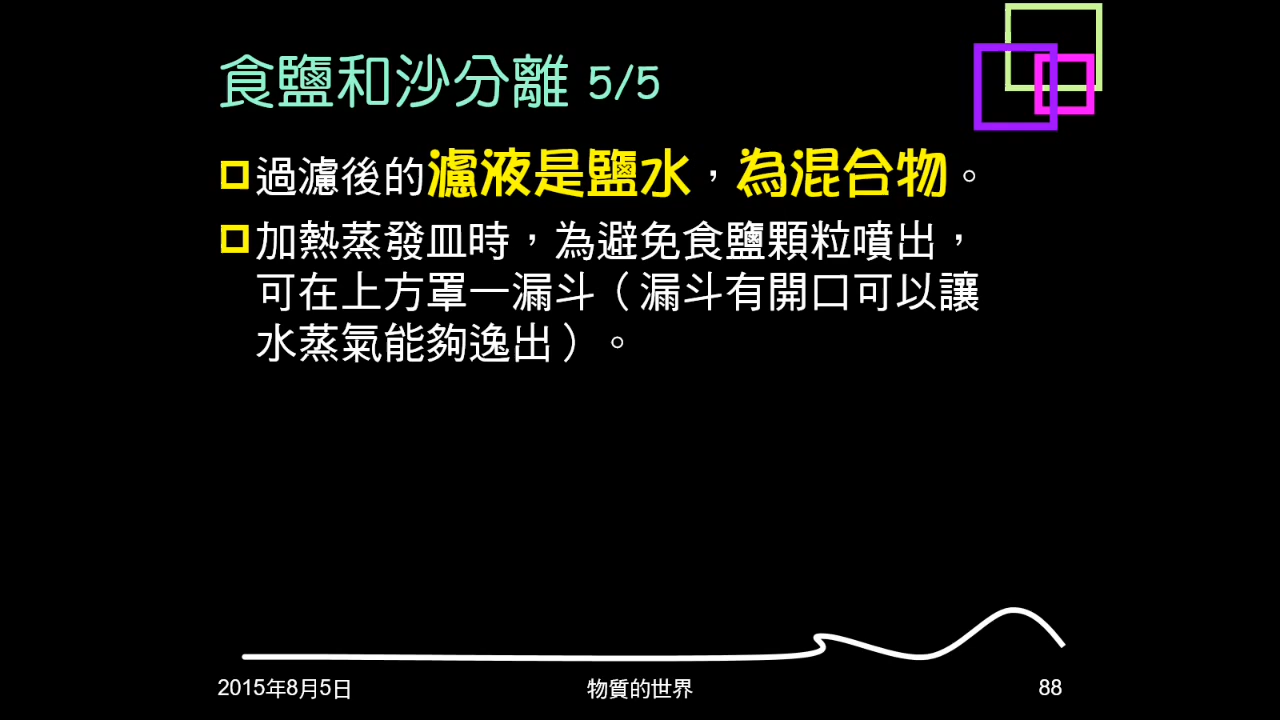 食鹽和沙分離 5/5
過濾後的濾液是鹽水，為混合物。
加熱蒸發皿時，為避免食鹽顆粒噴出，
可在上方罩一漏斗（漏斗有開口可以讓
水蒸氣能夠逸出）。
2015年8月5日 物質的世界 88